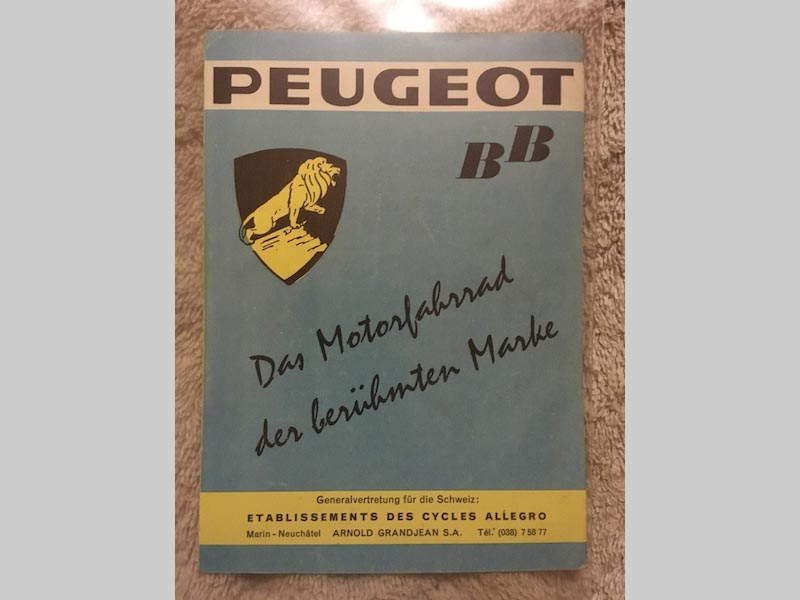 PEUGEOT
BB
Das Motorfahrrad
der berühmten Marke
Generalvertretung für die Schweiz:
ETABLISSEMENTS DES CYCLES ALLEGRO
Marin - Neuchâtel ARNOLD GRANDJEAN S.A. Tél. (038) 7 58 77